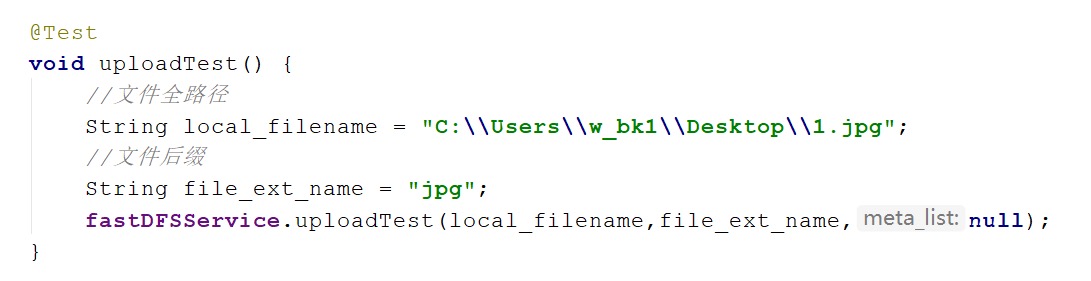 @Test
void uploadTest() {
//文件全路径
String local_filename = "C:\\Users\\w_bk1\\Desktop\\1.jpg";
//文件后缀
String file_ext_name = "jpg";
fastDFSService.uploadTest(local_filename,file_ext_name, meta_list: null);
}